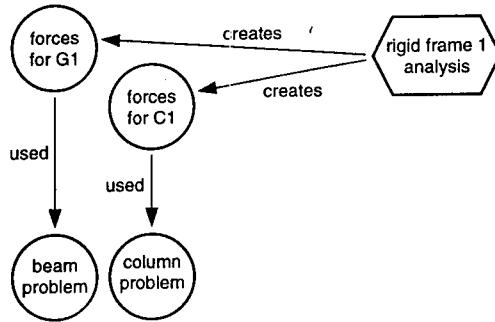 forces
for G1
creates
rigid frame 1
analysis
forces
for C1
creates
used
used
beam
problem
column
problem